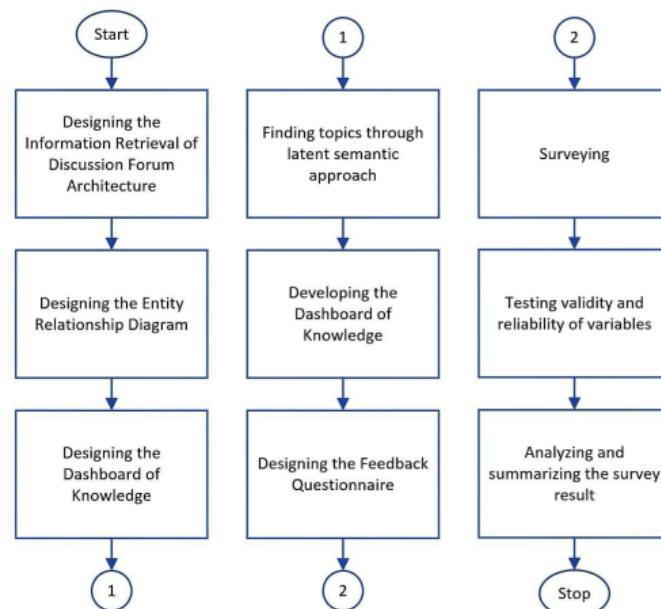 Start
Designing the
Information Retrieval of
Discussion Forum
Architecture
Designing the Entity
Relationship Diagram
Designing the
Dashboard of
Knowledge
1
1
Finding topics through
latent semantic
approach
Developing the
Dashboard of
Knowledge
Designing the Feedback
Questionnaire
2
2
Surveying
Testing validity and
reliability of variables
Analyzing and
summarizing the survey
result
Stop